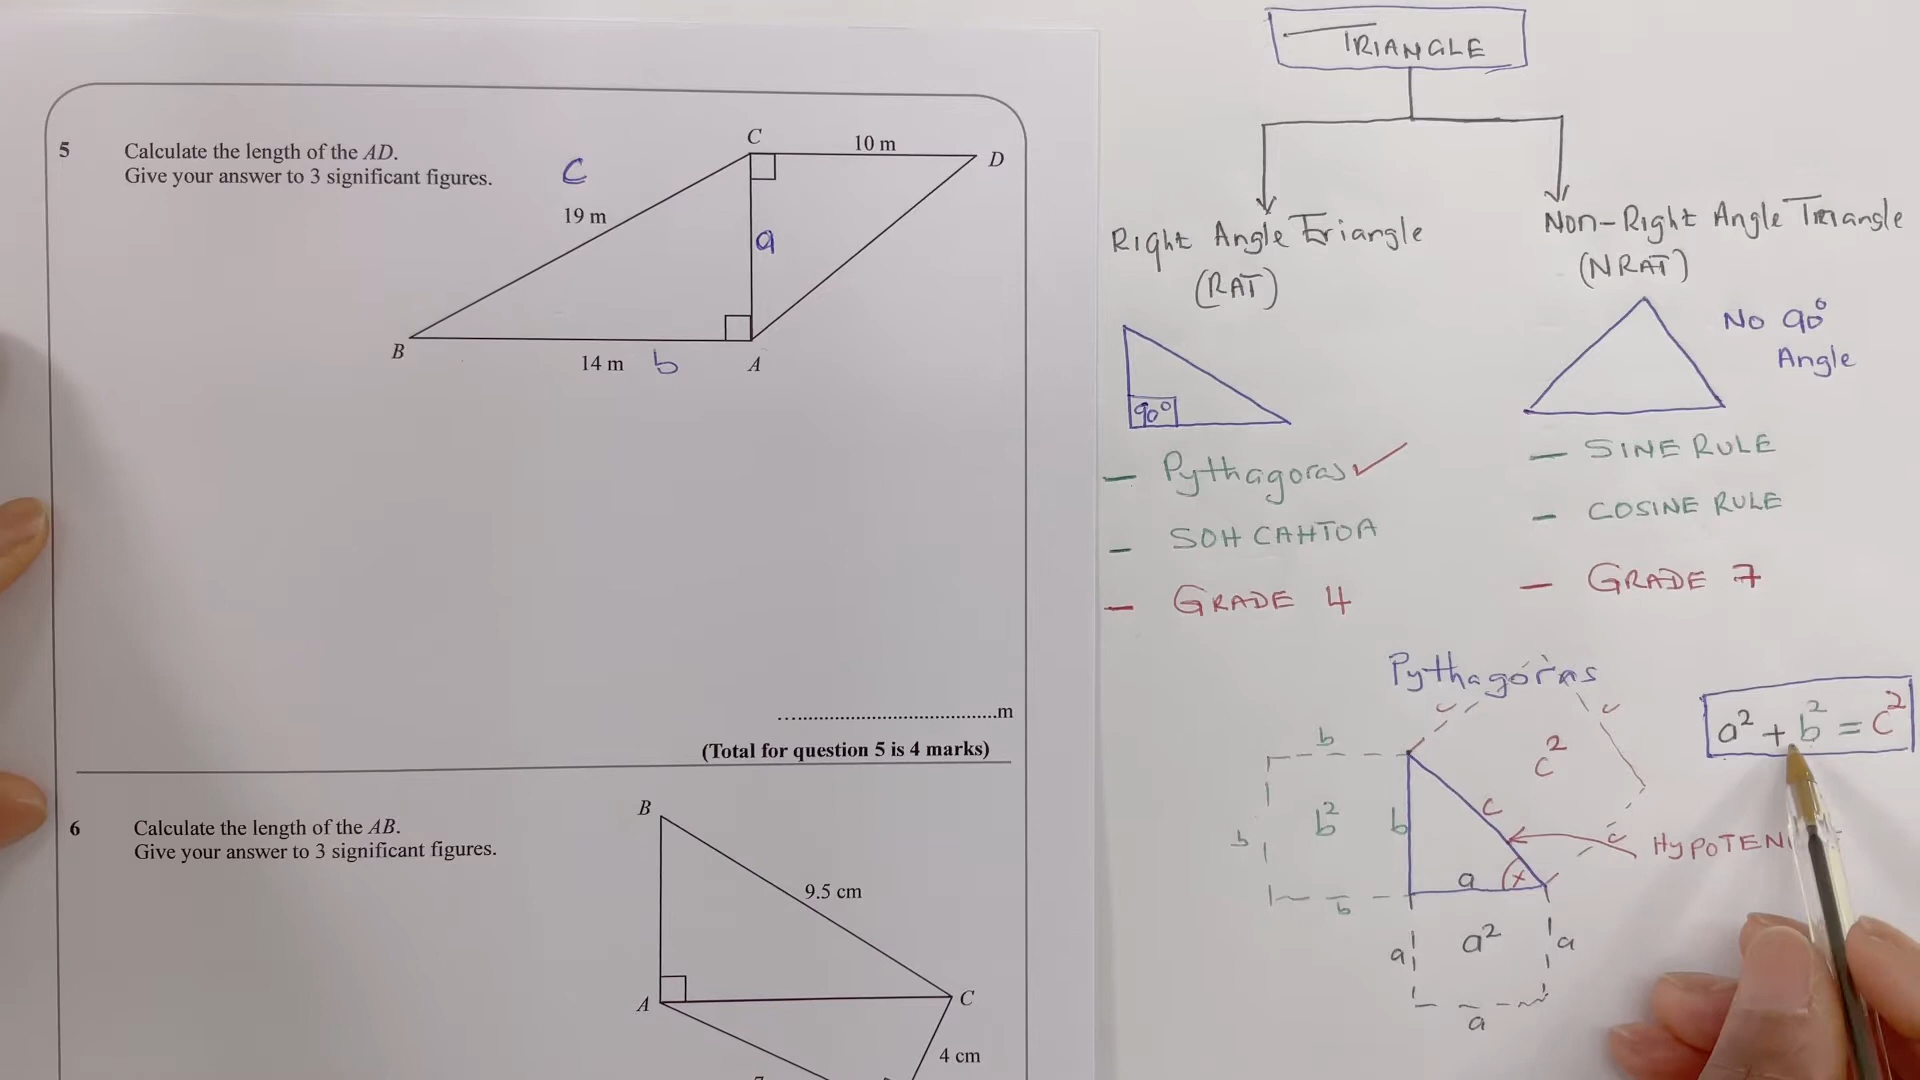 5
Calculate the length of the AD.
Give your answer to 3 significant figures.
C
10 m
D
c
19 m
a
B
14 m
b
A
......................................m
(Total for question 5 is 4 marks)
6
Calculate the length of the AB.
Give your answer to 3 significant figures.
B
9.5 cm
A
C
4 cm
TRIANGLE
Right Angle Triangle
(RAT)
90°
— Pythagoras ✓
— SOH CAHTOA
— GRADE 4
Non-Right Angle Triangle
(NRAT)
No 90°
Angle
— SINE RULE
— COSINE RULE
— GRADE 7
Pythagoras
a² + b² = c²
c
c
b
c²
b
b²
b
c
c
HYPOTEN
a
x
b
a
a²
a
a